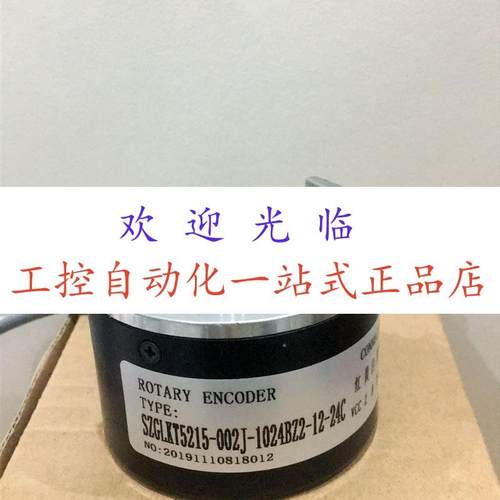 欢迎光临
工控自动化一站式正品店
ROTARY ENCODER
TYPE:
SZGLKT5215-002J-1024BZ2-12-24C
NO:20191110818012
VCC